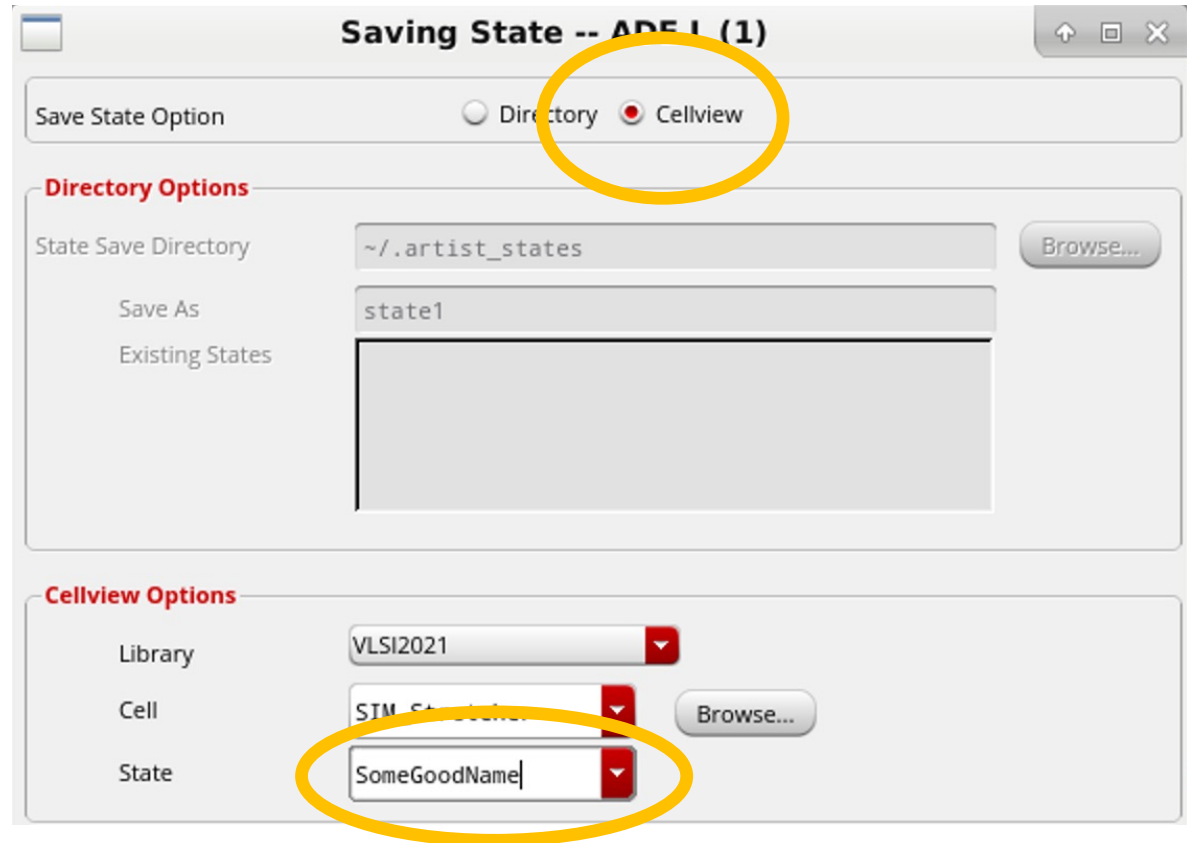 Saving State -- ADE L (1)
Save State Option Directory Cellview
Directory Options
State Save Directory ~/.artist_states Browse...
Save As state1
Existing States
Cellview Options
Library VLSI2021
Cell SIM Browse...
State SomeGoodName